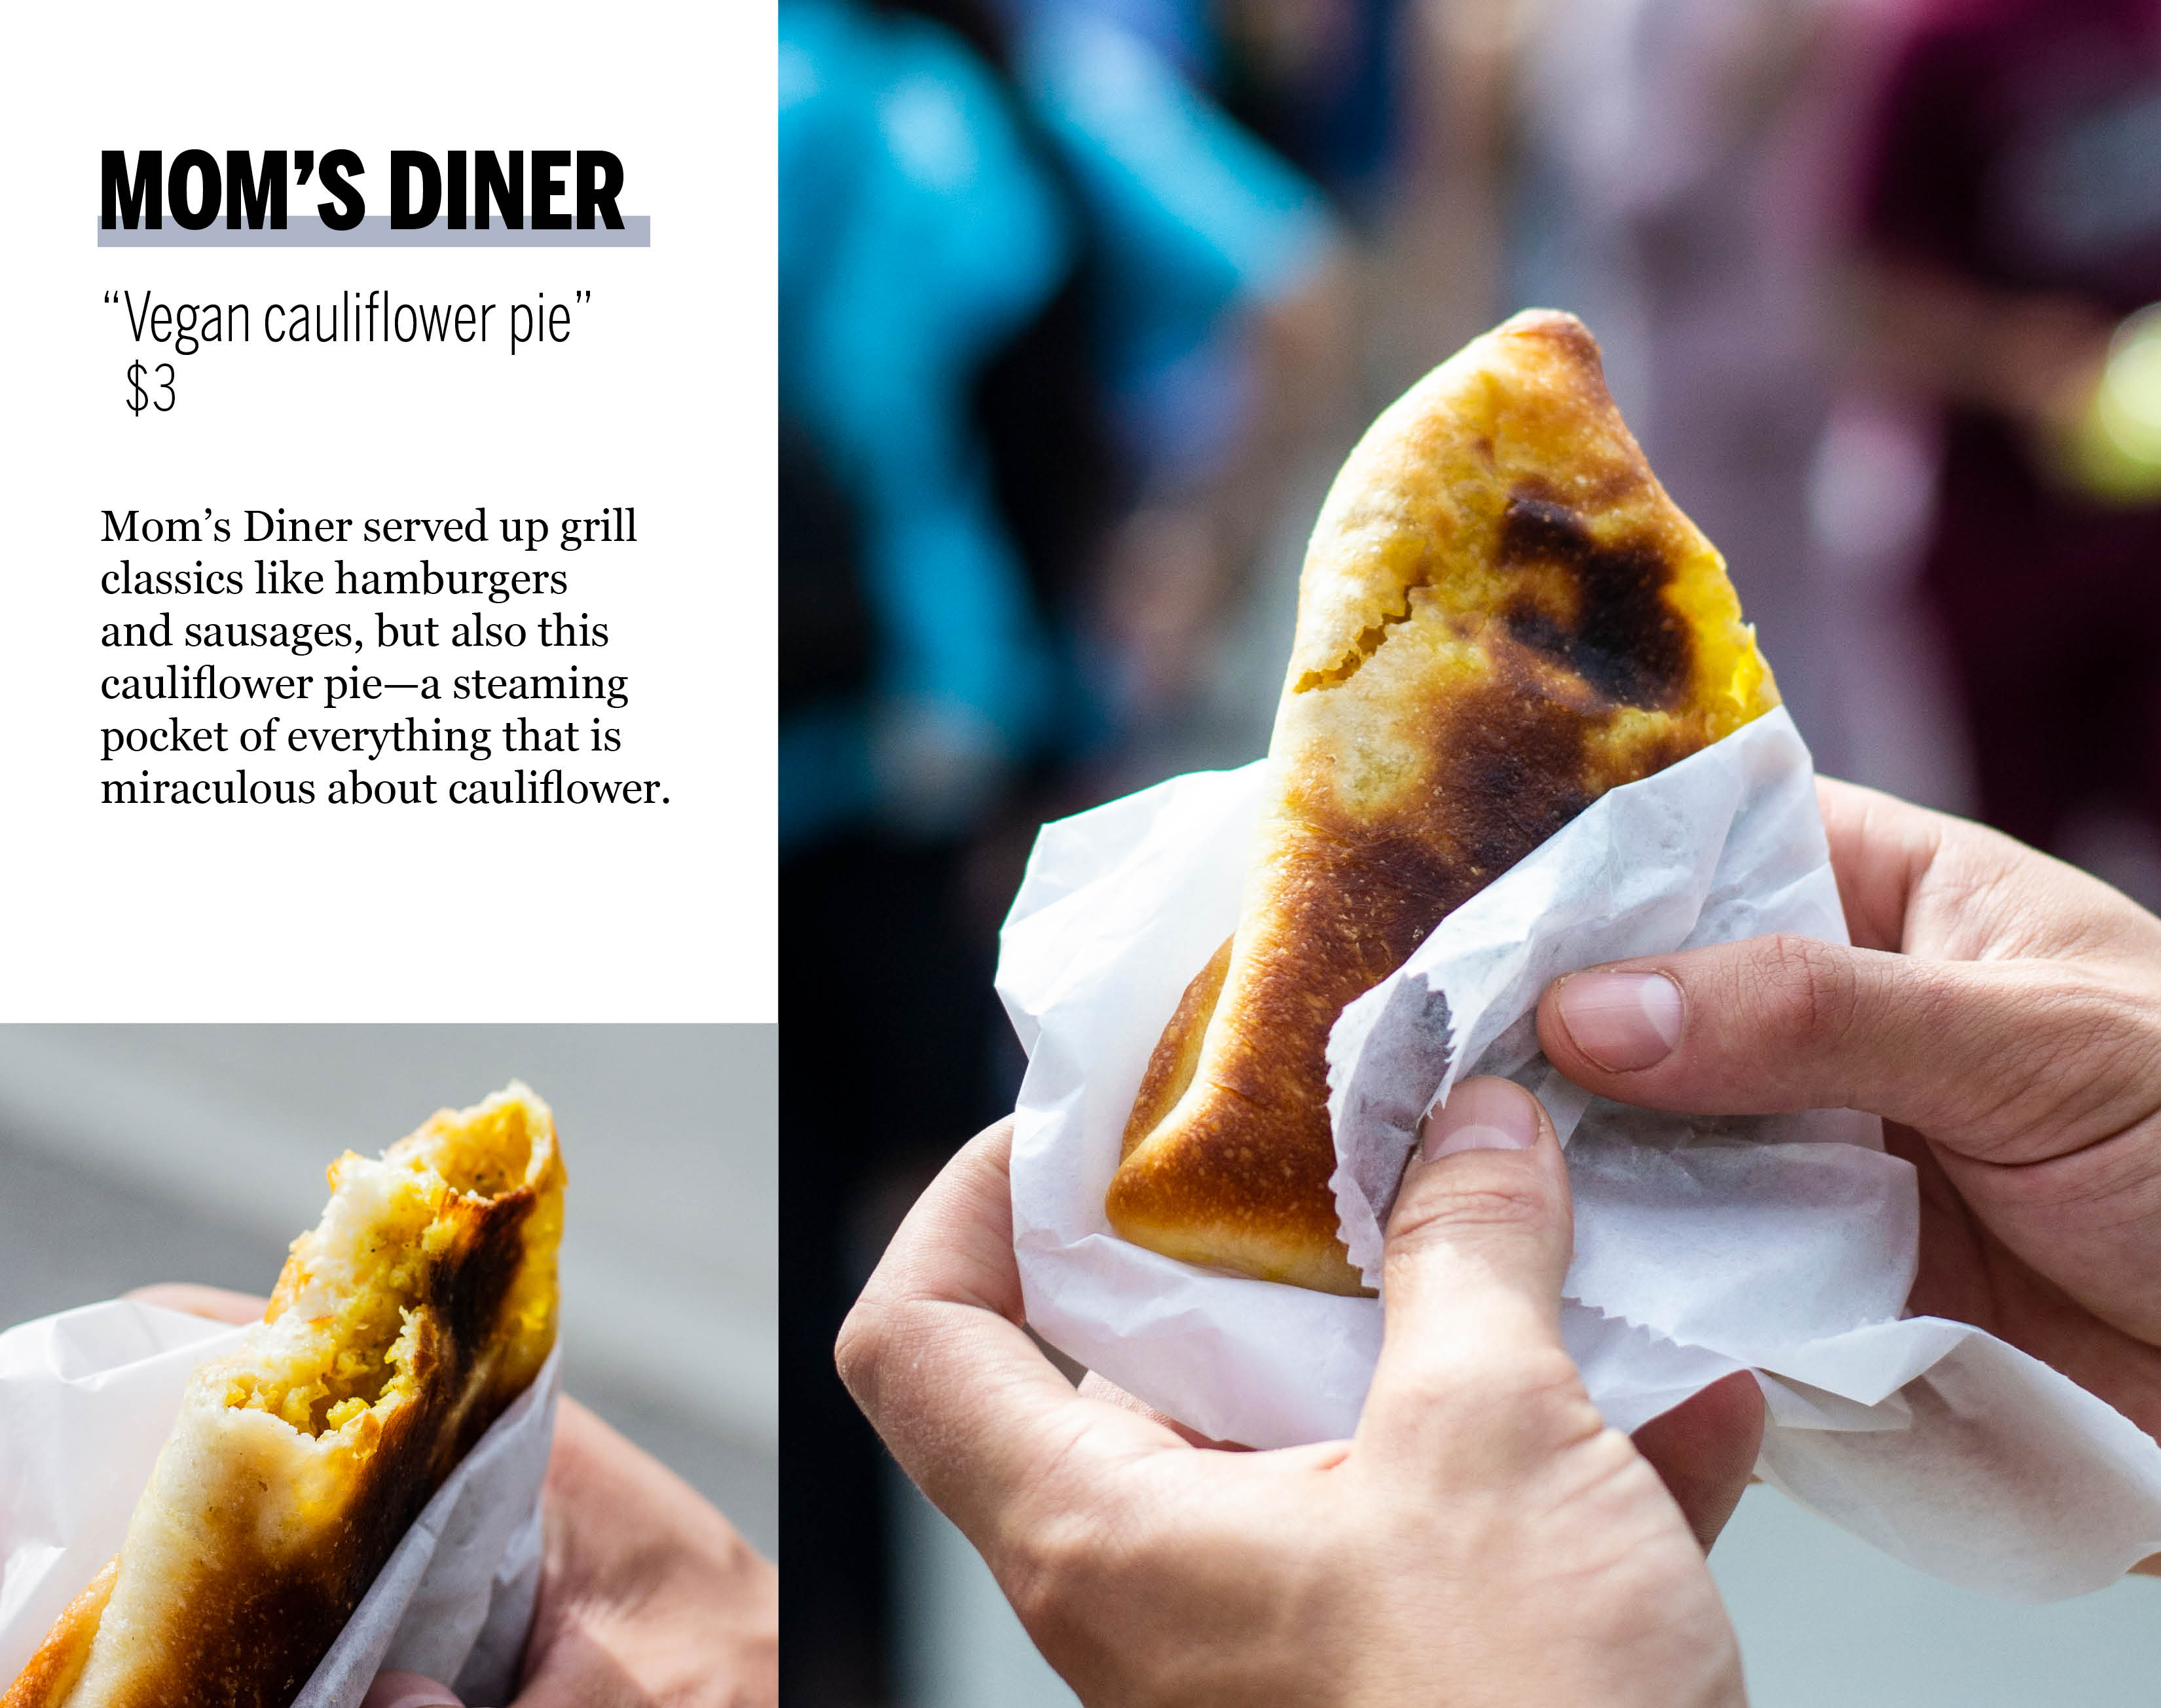 MOM’S DINER
“Vegan cauliflower pie”
$3
Mom’s Diner served up grill
classics like hamburgers
and sausages, but also this
cauliflower pie—a steaming
pocket of everything that is
miraculous about cauliflower.